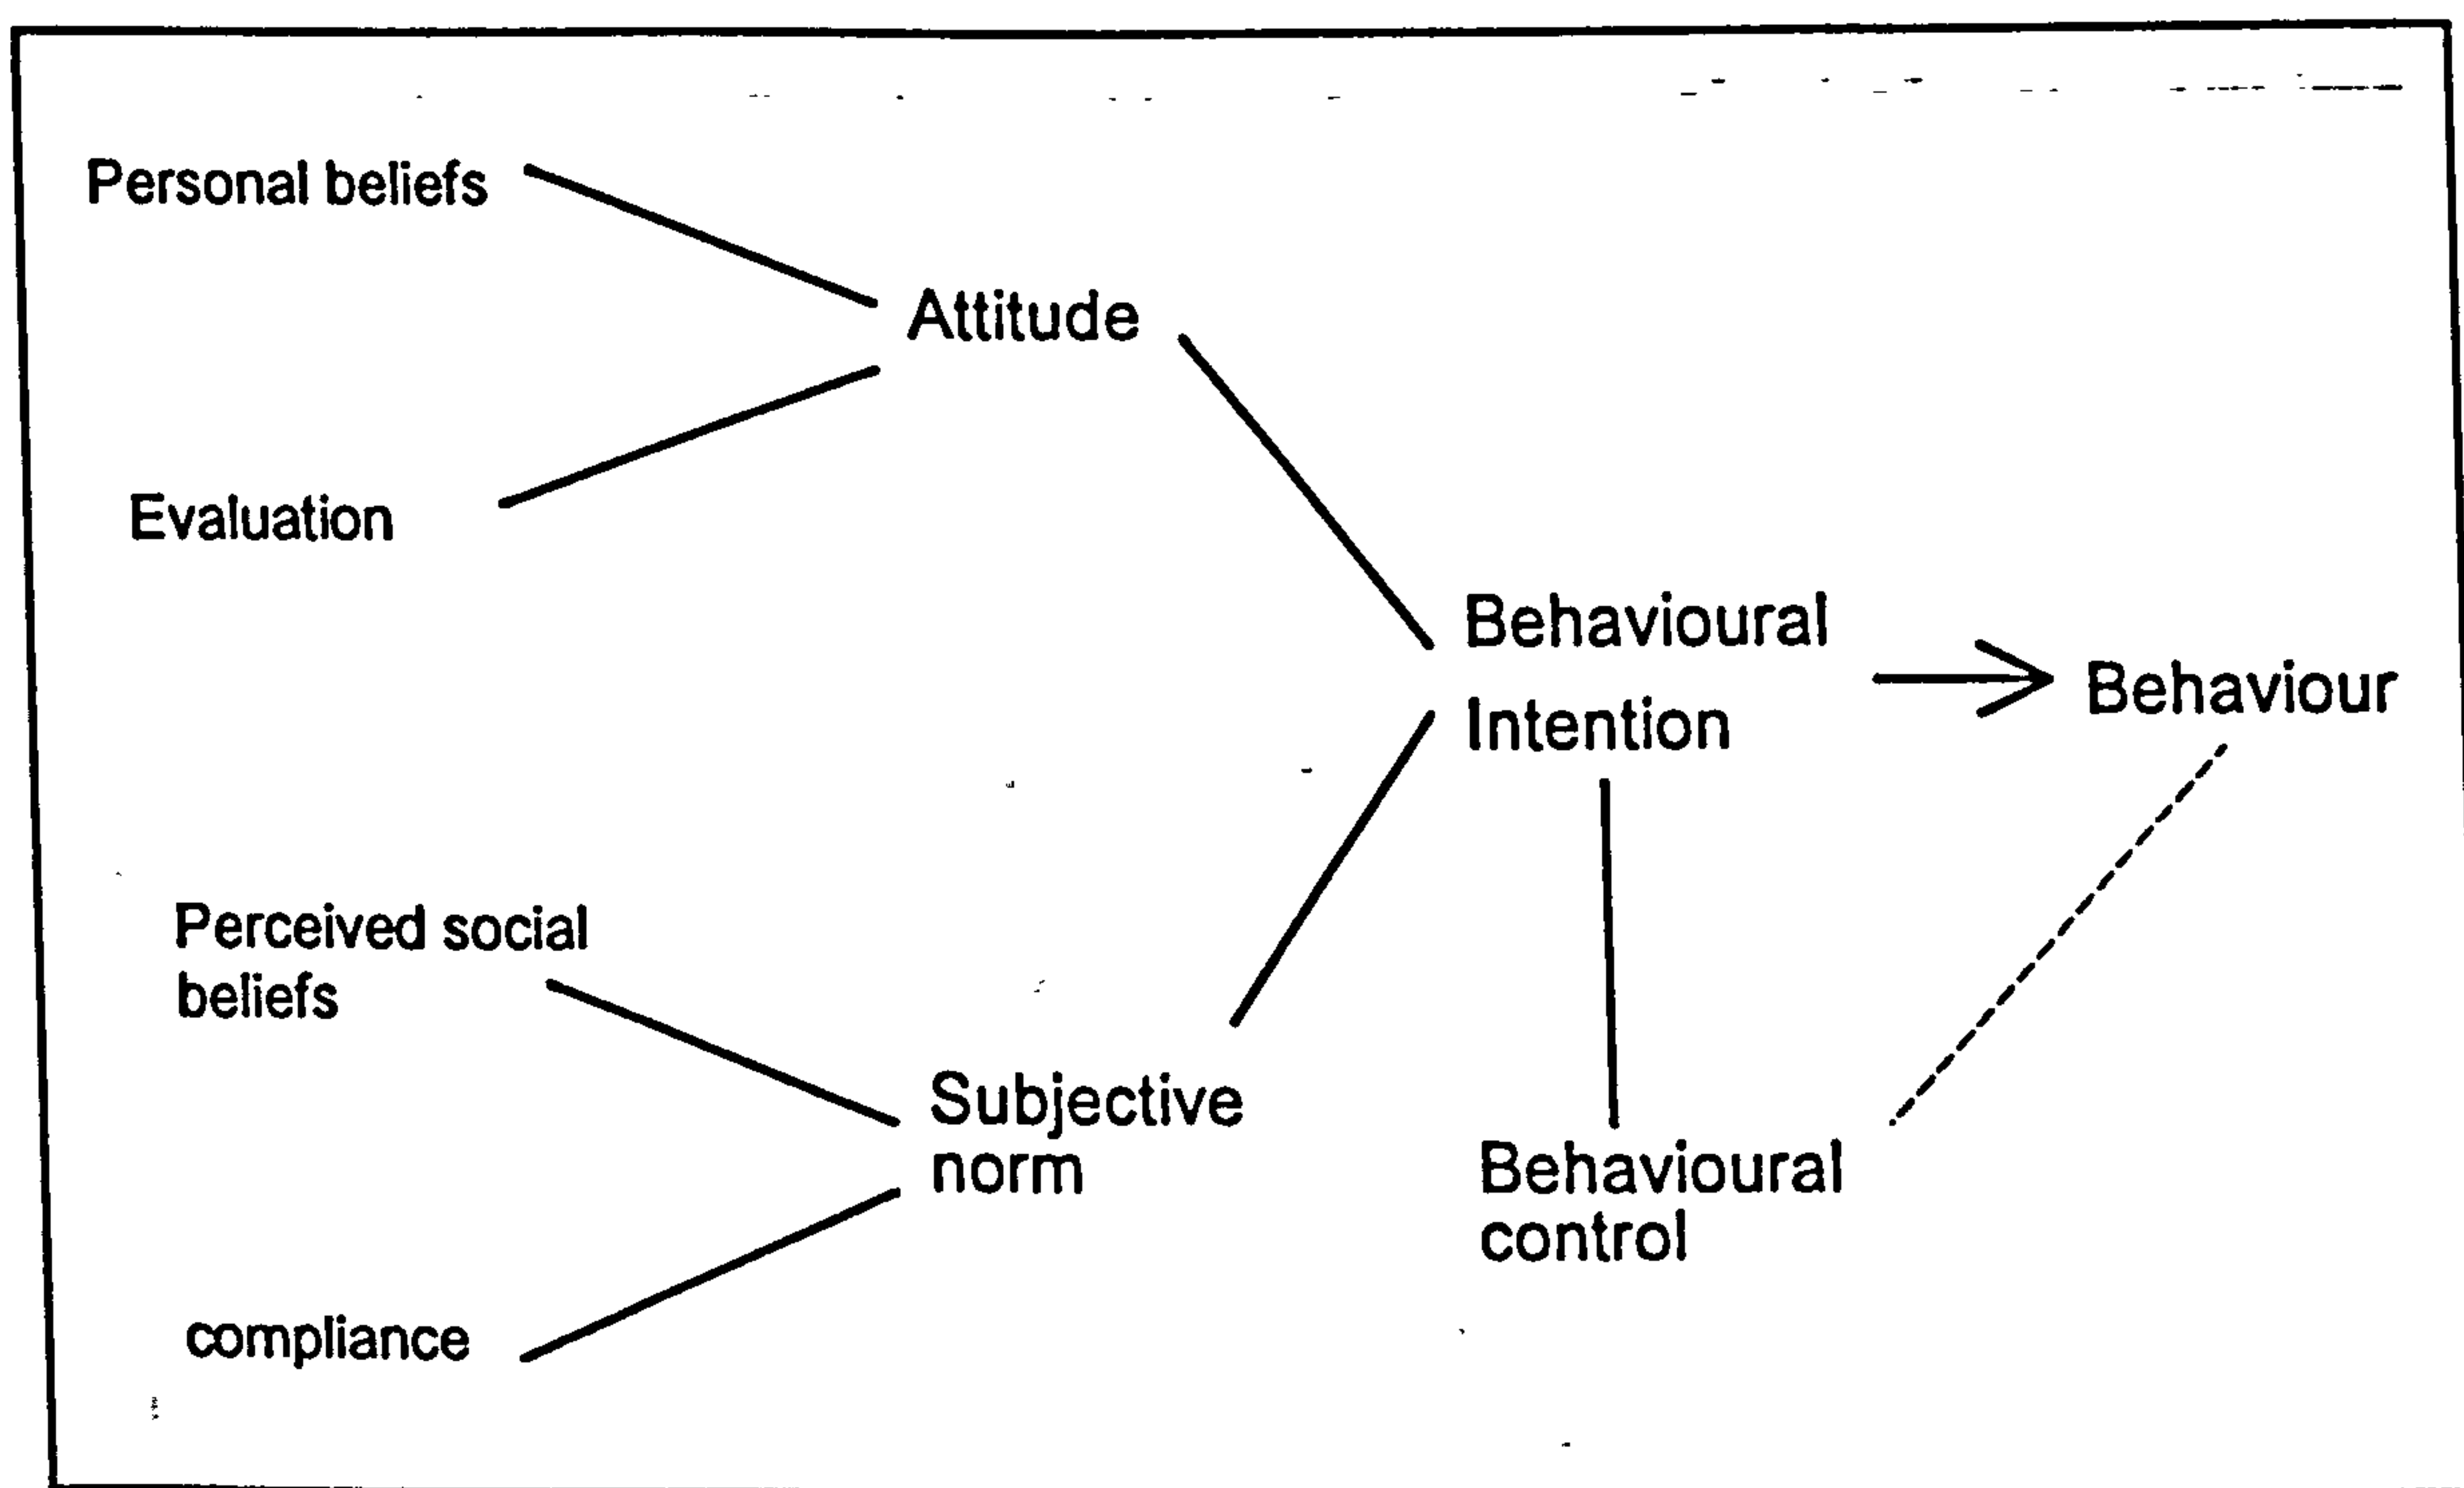 Personal beliefs
Attitude
Evaluation
Behavioural
Intention
Behaviour
Perceived social
beliefs
Subjective
norm
Behavioural
control
compliance